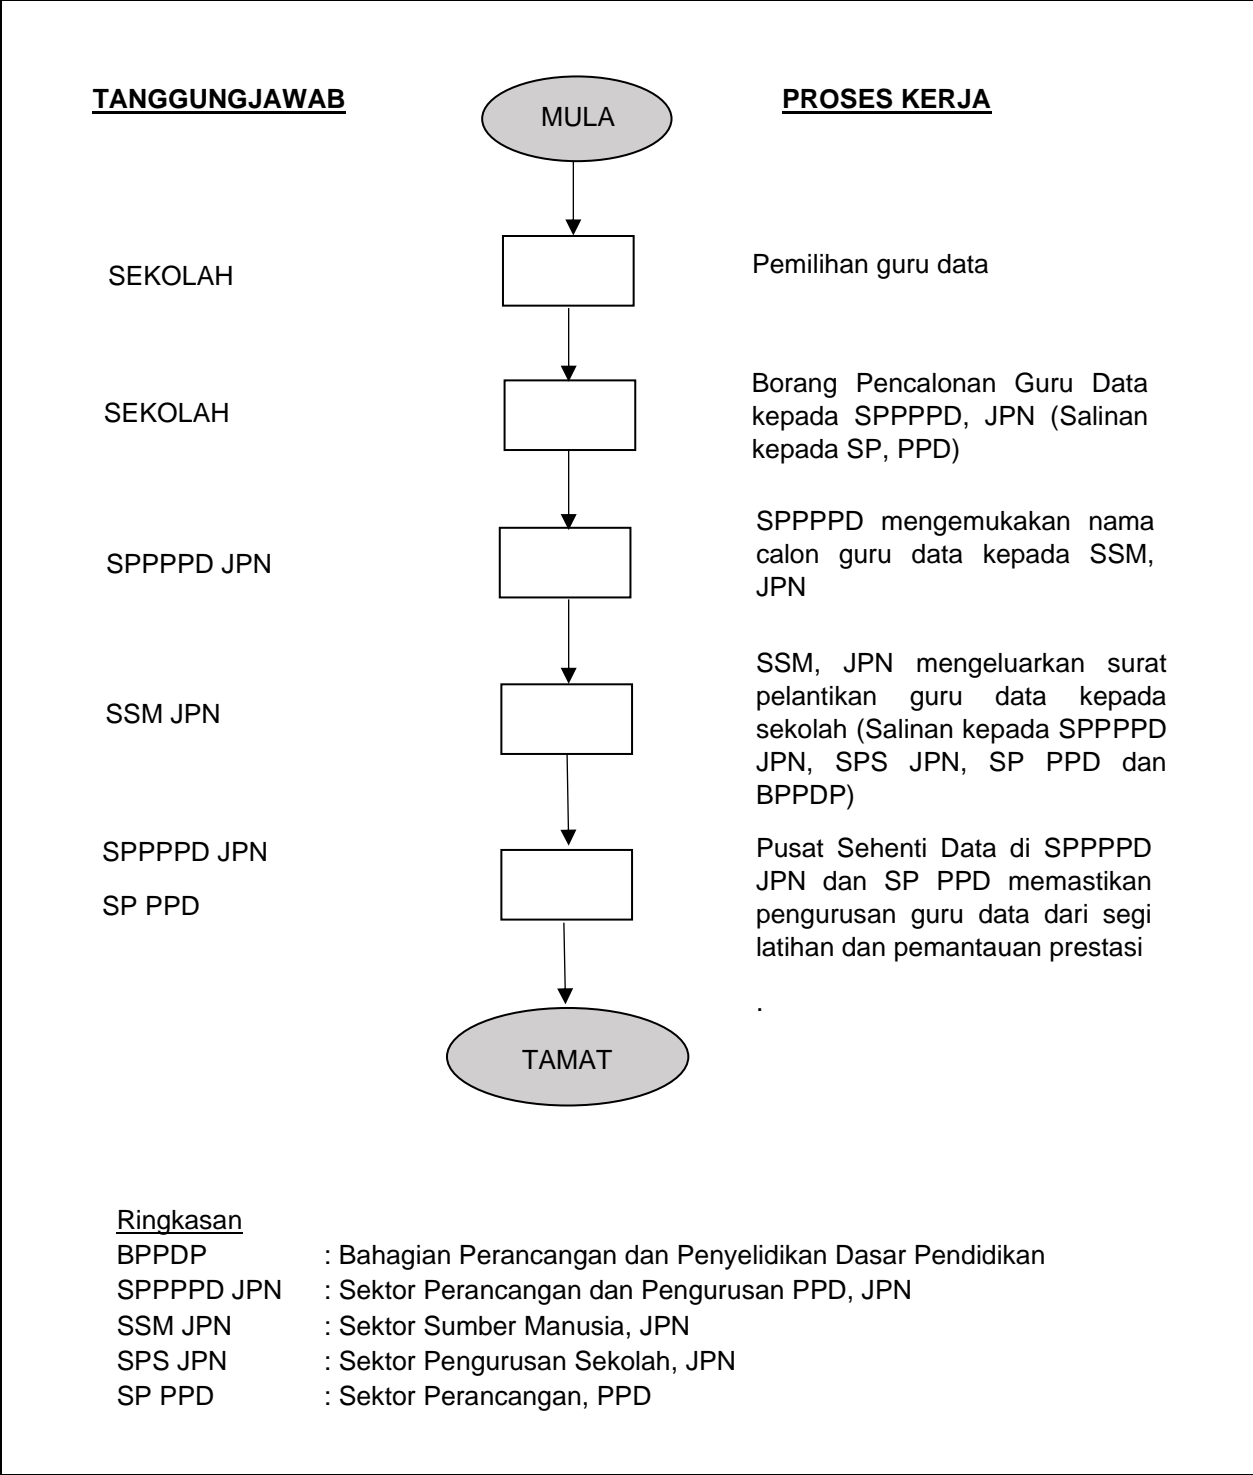 TANGGUNGJAWAB
MULA
PROSES KERJA
SEKOLAH
Pemilihan guru data
SEKOLAH
Borang Pencalonan Guru Data
kepada SPPPPD, JPN (Salinan
kepada SP, PPD)
SPPPPD JPN
SPPPPD mengemukakan nama
calon guru data kepada SSM,
JPN
SSM JPN
SSM, JPN mengeluarkan surat
pelantikan guru data kepada
sekolah (Salinan kepada SPPPPD
JPN, SPS JPN, SP PPD dan
BPPDP)
SPPPPD JPN
SP PPD
Pusat Sehenti Data di SPPPPD
JPN dan SP PPD memastikan
pengurusan guru data dari segi
latihan dan pemantauan prestasi
.
TAMAT
Ringkasan
BPPDP : Bahagian Perancangan dan Penyelidikan Dasar Pendidikan
SPPPPD JPN : Sektor Perancangan dan Pengurusan PPD, JPN
SSM JPN : Sektor Sumber Manusia, JPN
SPS JPN : Sektor Pengurusan Sekolah, JPN
SP PPD : Sektor Perancangan, PPD